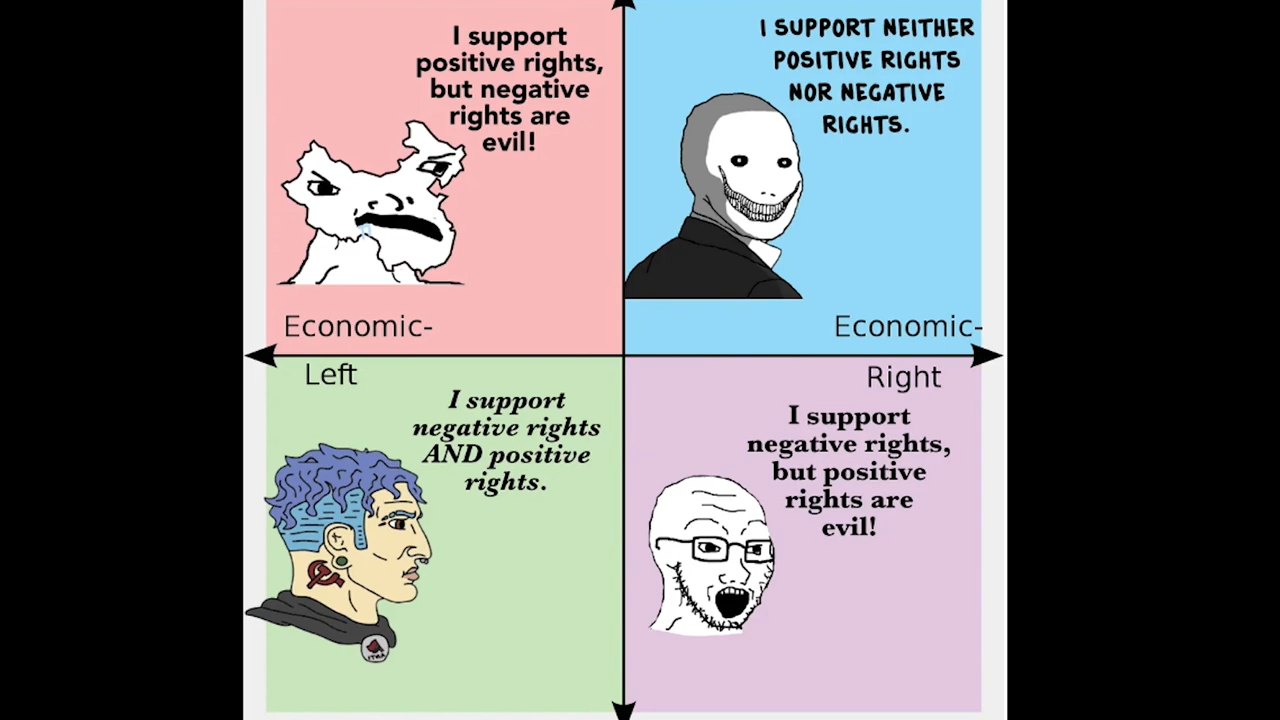 I support
positive rights,
but negative
rights are
evil!
I SUPPORT NEITHER
POSITIVE RIGHTS
NOR NEGATIVE
RIGHTS.
Economic-
Left
Economic-
Right
I support
negative rights
AND positive
rights.
I support
negative rights,
but positive
rights are
evil!